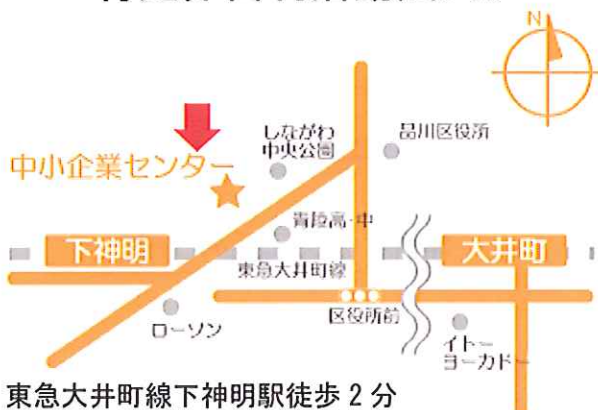 N
しながわ
中央公園
品川区役所
中小企業センター
青稜高・中
下神明
大井町
東急大井町線
区役所前
ローソン
イトー
ヨーカドー
東急大井町線下神明駅徒歩 2 分